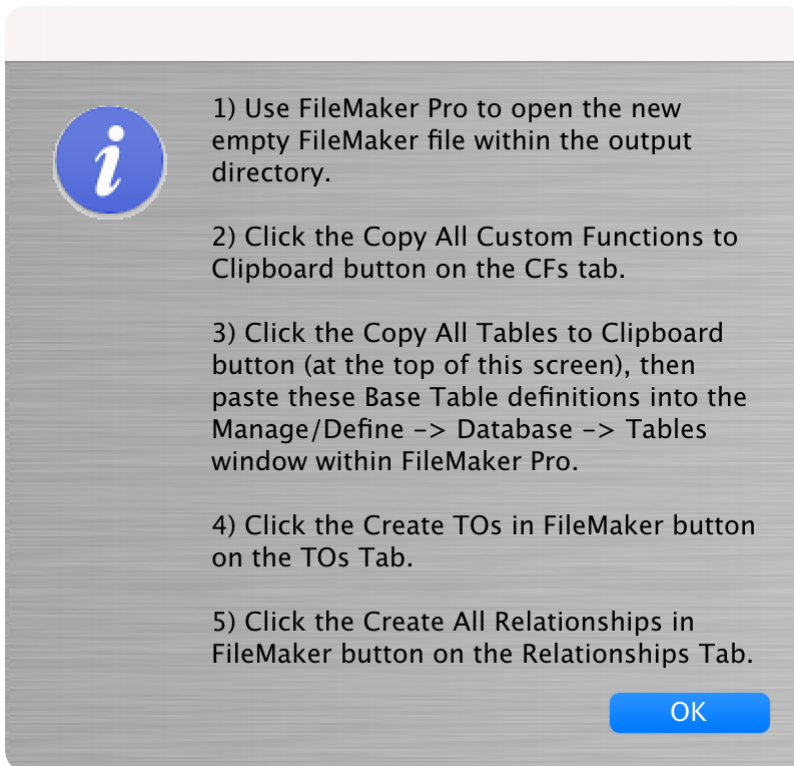 1) Use FileMaker Pro to open the new
empty FileMaker file within the output
directory.
2) Click the Copy All Custom Functions to
Clipboard button on the CFs tab.
3) Click the Copy All Tables to Clipboard
button (at the top of this screen), then
paste these Base Table definitions into the
Manage/Define -> Database -> Tables
window within FileMaker Pro.
4) Click the Create TOs in FileMaker button
on the TOs Tab.
5) Click the Create All Relationships in
FileMaker button on the Relationships Tab.
OK